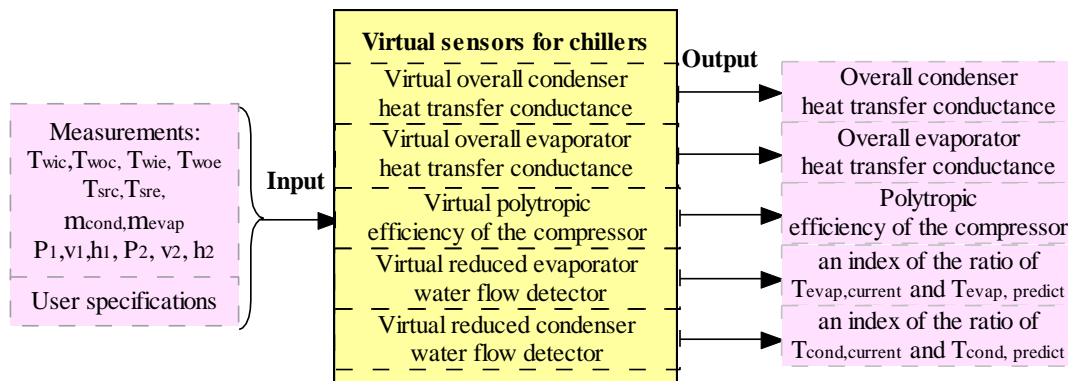 Measurements:
Twic,Twoc, Twie, Twoe
Tsrc,Tsre,
mcond,mevap
P1,v1,h1, P2, v2, h2
User specifications
Input
Virtual sensors for chillers
Virtual overall condenser
heat transfer conductance
Virtual overall evaporator
heat transfer conductance
Virtual polytropic
efficiency of the compressor
Virtual reduced evaporator
water flow detector
Virtual reduced condenser
water flow detector
Output
Overall condenser
heat transfer conductance
Overall evaporator
heat transfer conductance
Polytropic
efficiency of the compressor
an index of the ratio of
Tevap,current and Tevap, predict
an index of the ratio of
Tcond,current and Tcond, predict